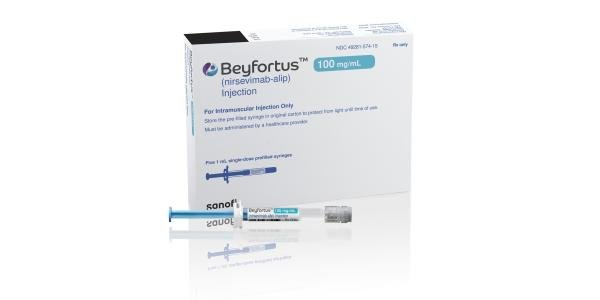 NDC 49281-574-15
Rx only
Beyfortus™ 100 mg/mL
(nirsevimab-alip)
Injection
For Intramuscular Injection Only
Store the pre-filled syringe in original carton to protect from light until time of use.
Must be administered by a healthcare provider.
Five 1 mL single-dose prefilled syringes
sanofi
Beyfortus™ 100 mg/mL
nirsevimab-alip injection